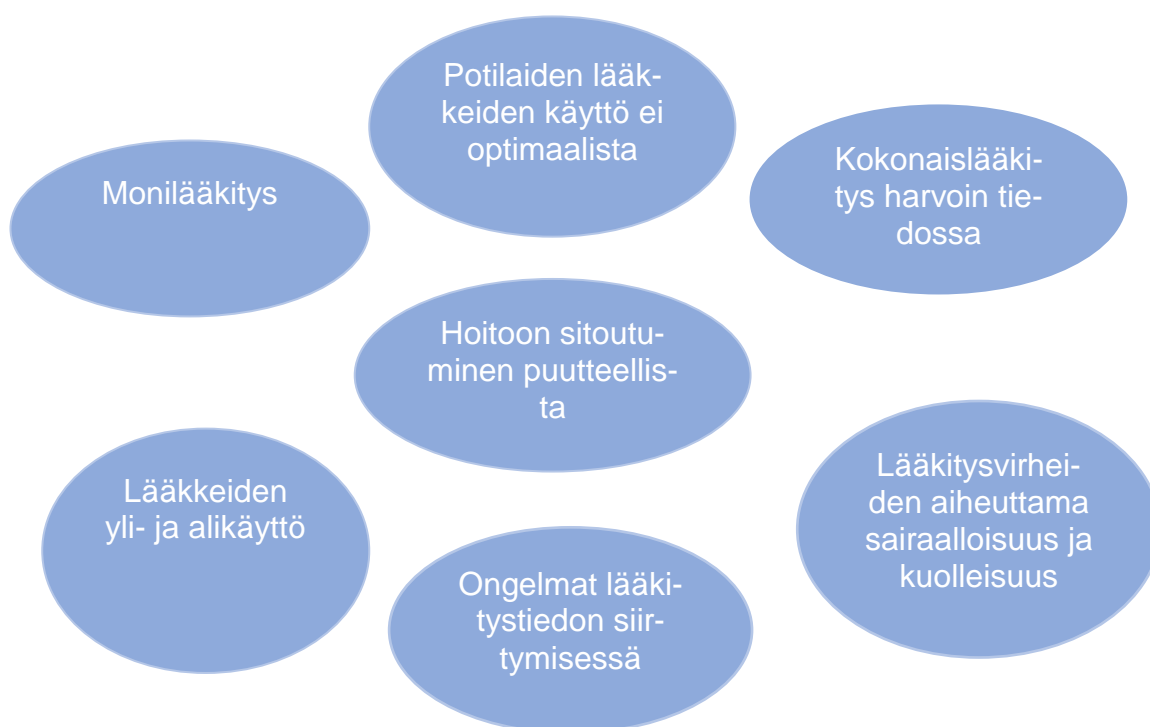 Potilaiden lääk-
keiden käyttö ei
optimaalista
Monilääkitys
Kokonaislääki-
tys harvoin tie-
dossa
Hoitoon sitoutu-
minen puutteellis-
ta
Lääkkeiden
yli- ja alikäyttö
Lääkitysvirhei-
den aiheuttama
sairaalloisuus ja
kuolleisuus
Ongelmat lääki-
tystiedon siir-
tymisessä